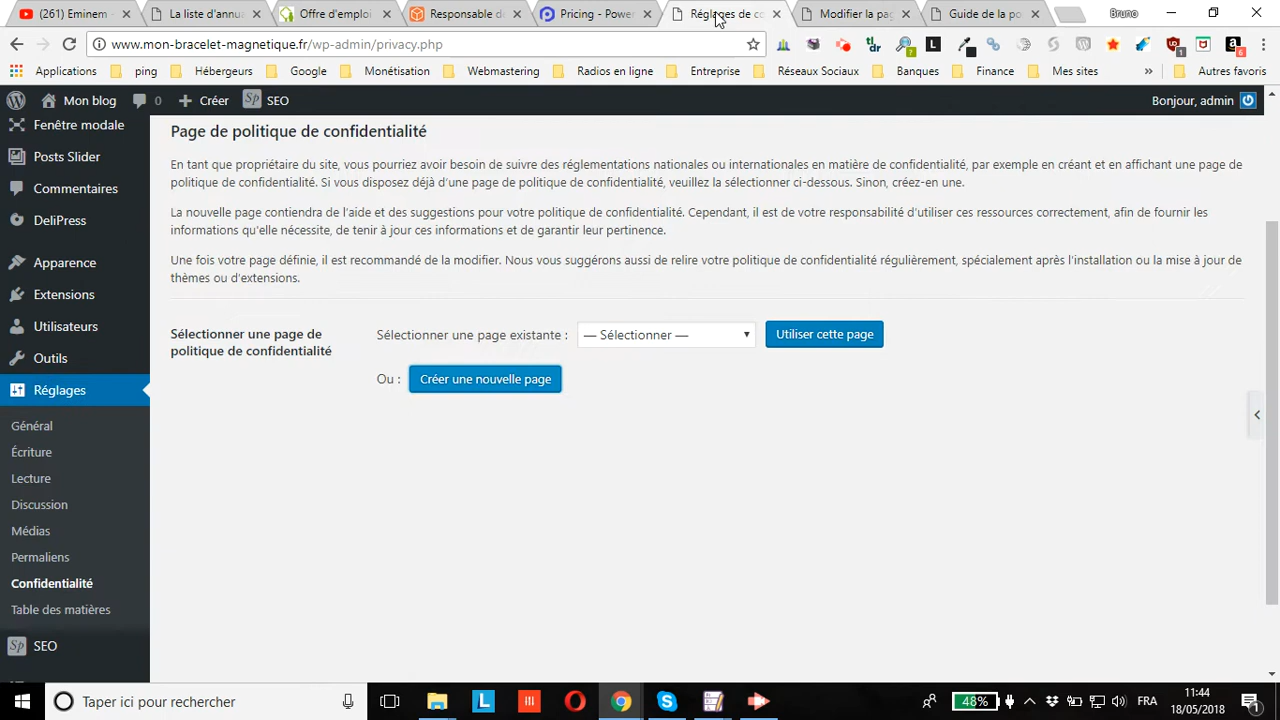 (261) Eminem -
La liste d'annua
Offre d'emploi
Responsable d
Pricing - Power
Réglages de co
Modifier la pag
Guide de la po
Bruno
www.mon-bracelet-magnetique.fr/wp-admin/privacy.php
Applications ping Hébergeurs Google Monétisation Webmastering Radios en ligne Entreprise Réseaux Sociaux Banques Finance Mes sites » Autres favoris
Mon blog 0 Créer SEO Bonjour, admin
Fenêtre modale
Posts Slider
Commentaires
DeliPress
Apparence
Extensions
Utilisateurs
Outils
Réglages
Général
Écriture
Lecture
Discussion
Médias
Permaliens
Confidentialité
Table des matières
SEO
Page de politique de confidentialité
En tant que propriétaire du site, vous pourriez avoir besoin de suivre des réglementations nationales ou internationales en matière de confidentialité, par exemple en créant et en affichant une page de
politique de confidentialité. Si vous disposez déjà d'une page de politique de confidentialité, veuillez la sélectionner ci-dessous. Sinon, créez-en une.
La nouvelle page contiendra de l'aide et des suggestions pour votre politique de confidentialité. Cependant, il est de votre responsabilité d'utiliser ces ressources correctement, afin de fournir les
informations qu'elle nécessite, de tenir à jour ces informations et de garantir leur pertinence.
Une fois votre page définie, il est recommandé de la modifier. Nous vous suggérons aussi de relire votre politique de confidentialité régulièrement, spécialement après l'installation ou la mise à jour de
thèmes ou d'extensions.
Sélectionner une page de
politique de confidentialité
Sélectionner une page existante : — Sélectionner — Utiliser cette page
Ou : Créer une nouvelle page
Taper ici pour rechercher
48%
FRA
11:44
18/05/2018